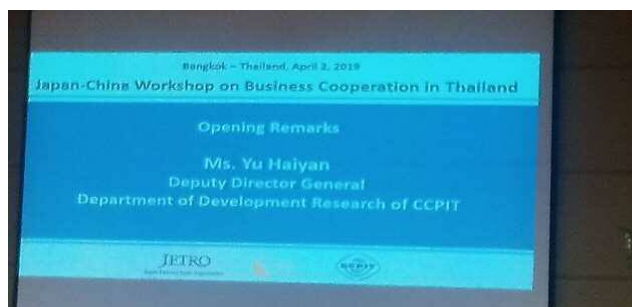 Bangkok – Thailand, April 2, 2019
Japan-China Workshop on Business Cooperation in Thailand
Opening Remarks
Ms. Yu Haiyan
Deputy Director General
Department of Development Research of CCPIT
JETRO
CCPIT